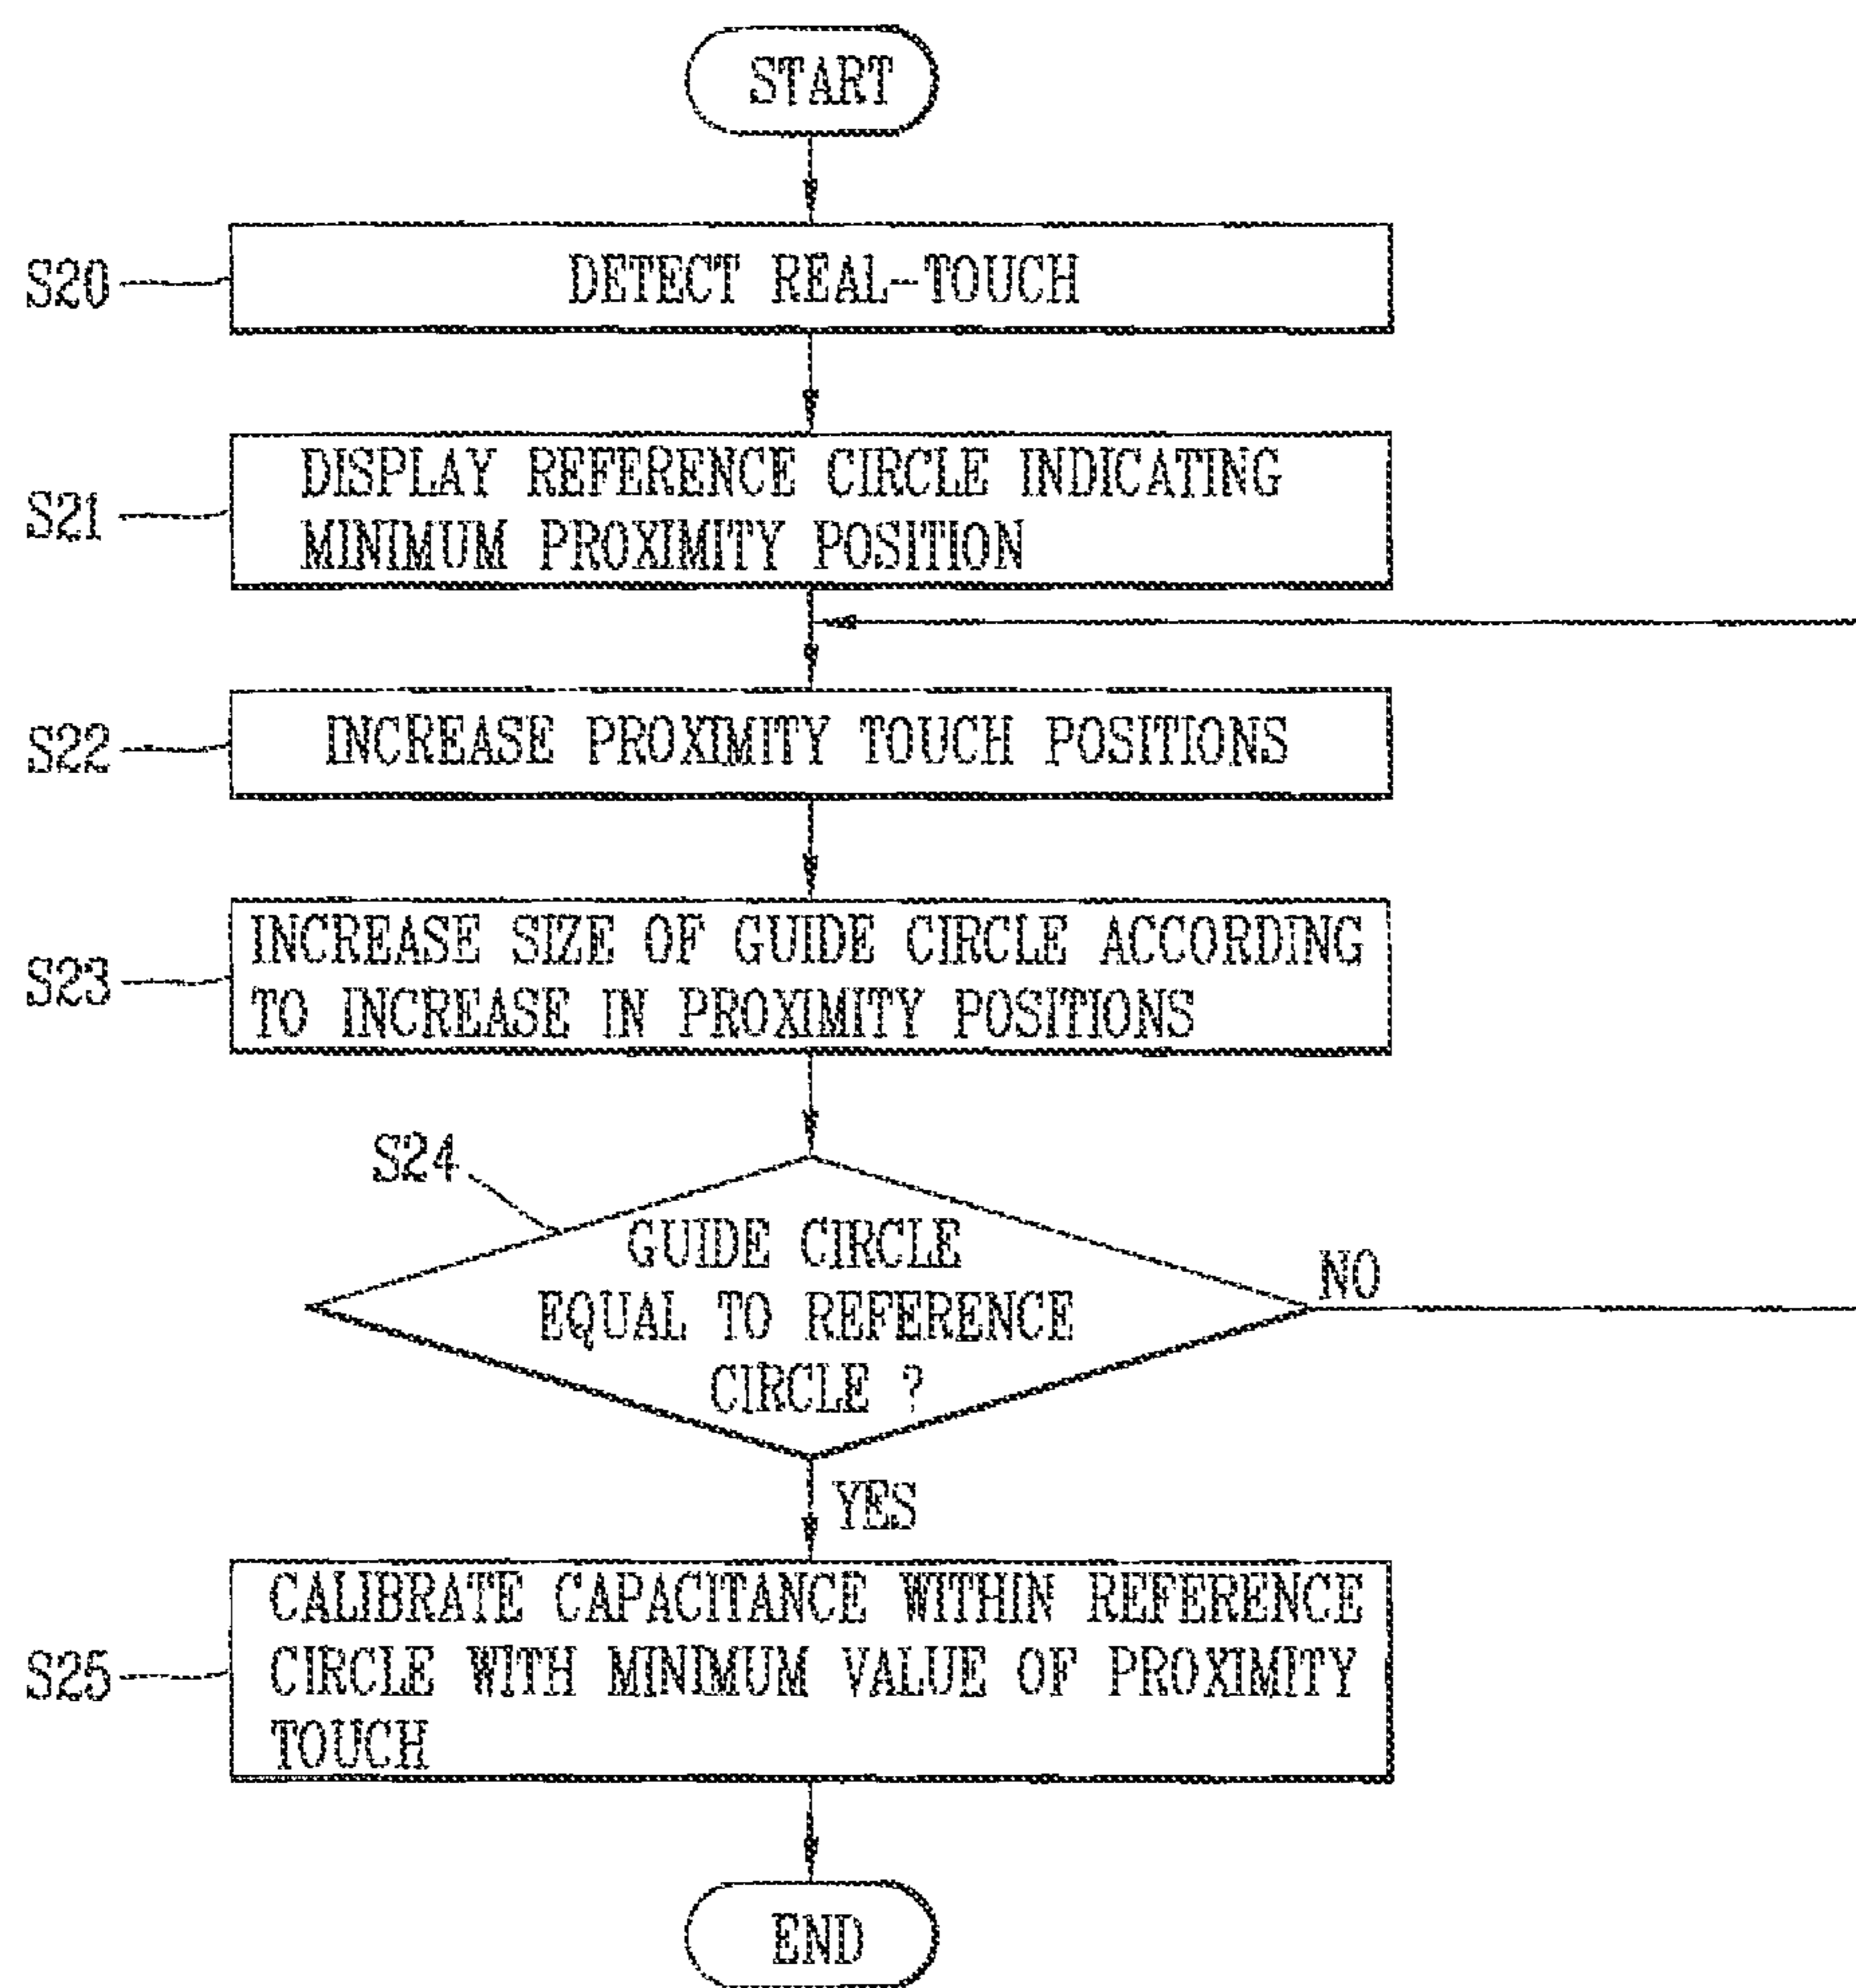 START
S20
DETECT REAL-TOUCH
S21
DISPLAY REFERENCE CIRCLE INDICATING
MINIMUM PROXIMITY POSITION
S22
INCREASE PROXIMITY TOUCH POSITIONS
S23
INCREASE SIZE OF GUIDE CIRCLE ACCORDING
TO INCREASE IN PROXIMITY POSITIONS
S24
GUIDE CIRCLE
EQUAL TO REFERENCE
CIRCLE ?
NO
YES
S25
CALIBRATE CAPACITANCE WITHIN REFERENCE
CIRCLE WITH MINIMUM VALUE OF PROXIMITY
TOUCH
END